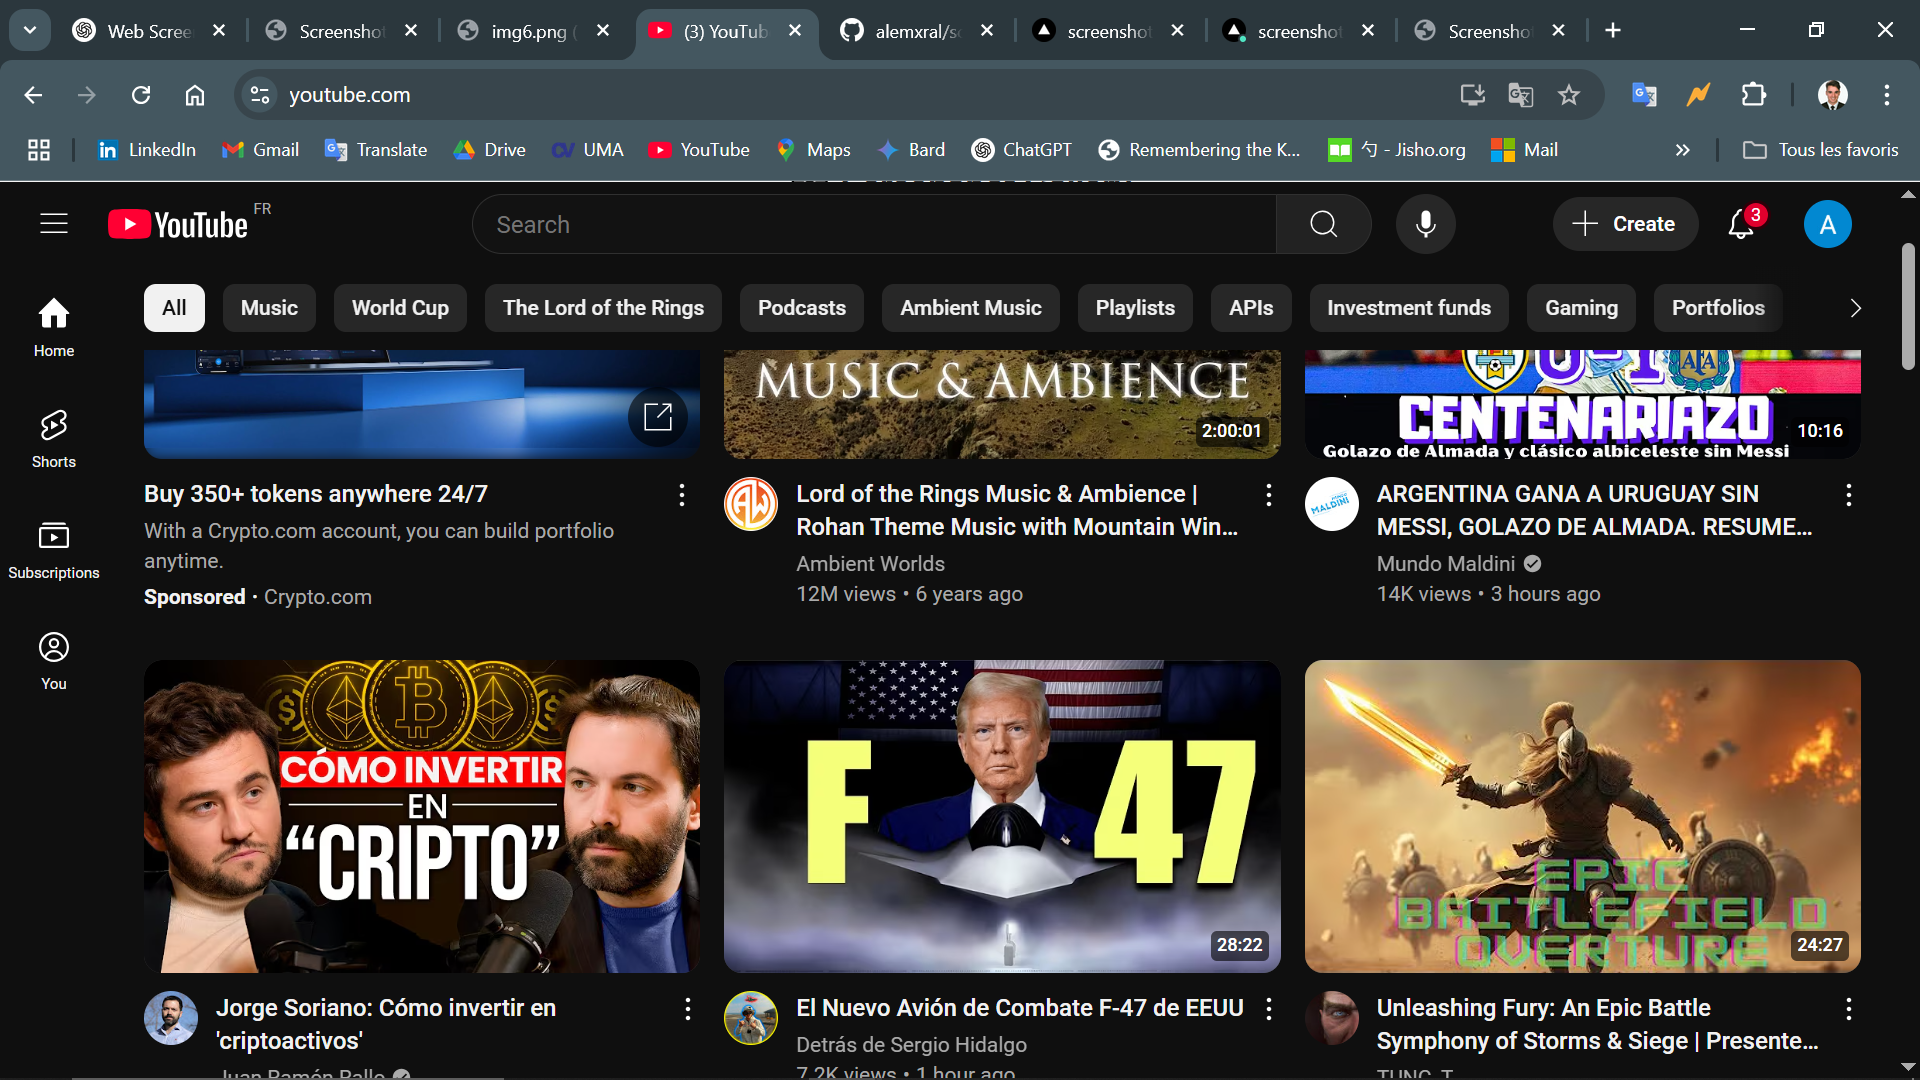 Web Scree
Screenshot
img6.png (
(3) YouTub
alemxral/s
screenshot
screenshot
Screenshot
youtube.com
LinkedIn
Gmail
Translate
Drive
UMA
YouTube
Maps
Bard
ChatGPT
Remembering the K...
勺 - Jisho.org
Mail
Tous les favoris
YouTube FR
Search
Create
3
A
All
Music
World Cup
The Lord of the Rings
Podcasts
Ambient Music
Playlists
APIs
Investment funds
Gaming
Portfolios
Home
Shorts
Subscriptions
You
MUSIC & AMBIENCE
2:00:01
CENTENARIAZO
10:16
Golazo de Almada y clásico albiceleste sin Messi
Buy 350+ tokens anywhere 24/7
With a Crypto.com account, you can build portfolio
anytime.
Sponsored · Crypto.com
Lord of the Rings Music & Ambience |
Rohan Theme Music with Mountain Win...
Ambient Worlds
12M views • 6 years ago
MALDINI
ARGENTINA GANA A URUGUAY SIN
MESSI, GOLAZO DE ALMADA. RESUME...
Mundo Maldini
14K views • 3 hours ago
CÓMO INVERTIR
EN
“CRIPTO”
F 47
28:22
EPIC
BAITLEFIELD
OVERTURE
24:27
Jorge Soriano: Cómo invertir en
'criptoactivos'
Juan Ramón Rallo
El Nuevo Avión de Combate F-47 de EEUU
Detrás de Sergio Hidalgo
7.2K views • 1 hour ago
Unleashing Fury: An Epic Battle
Symphony of Storms & Siege | Presente...